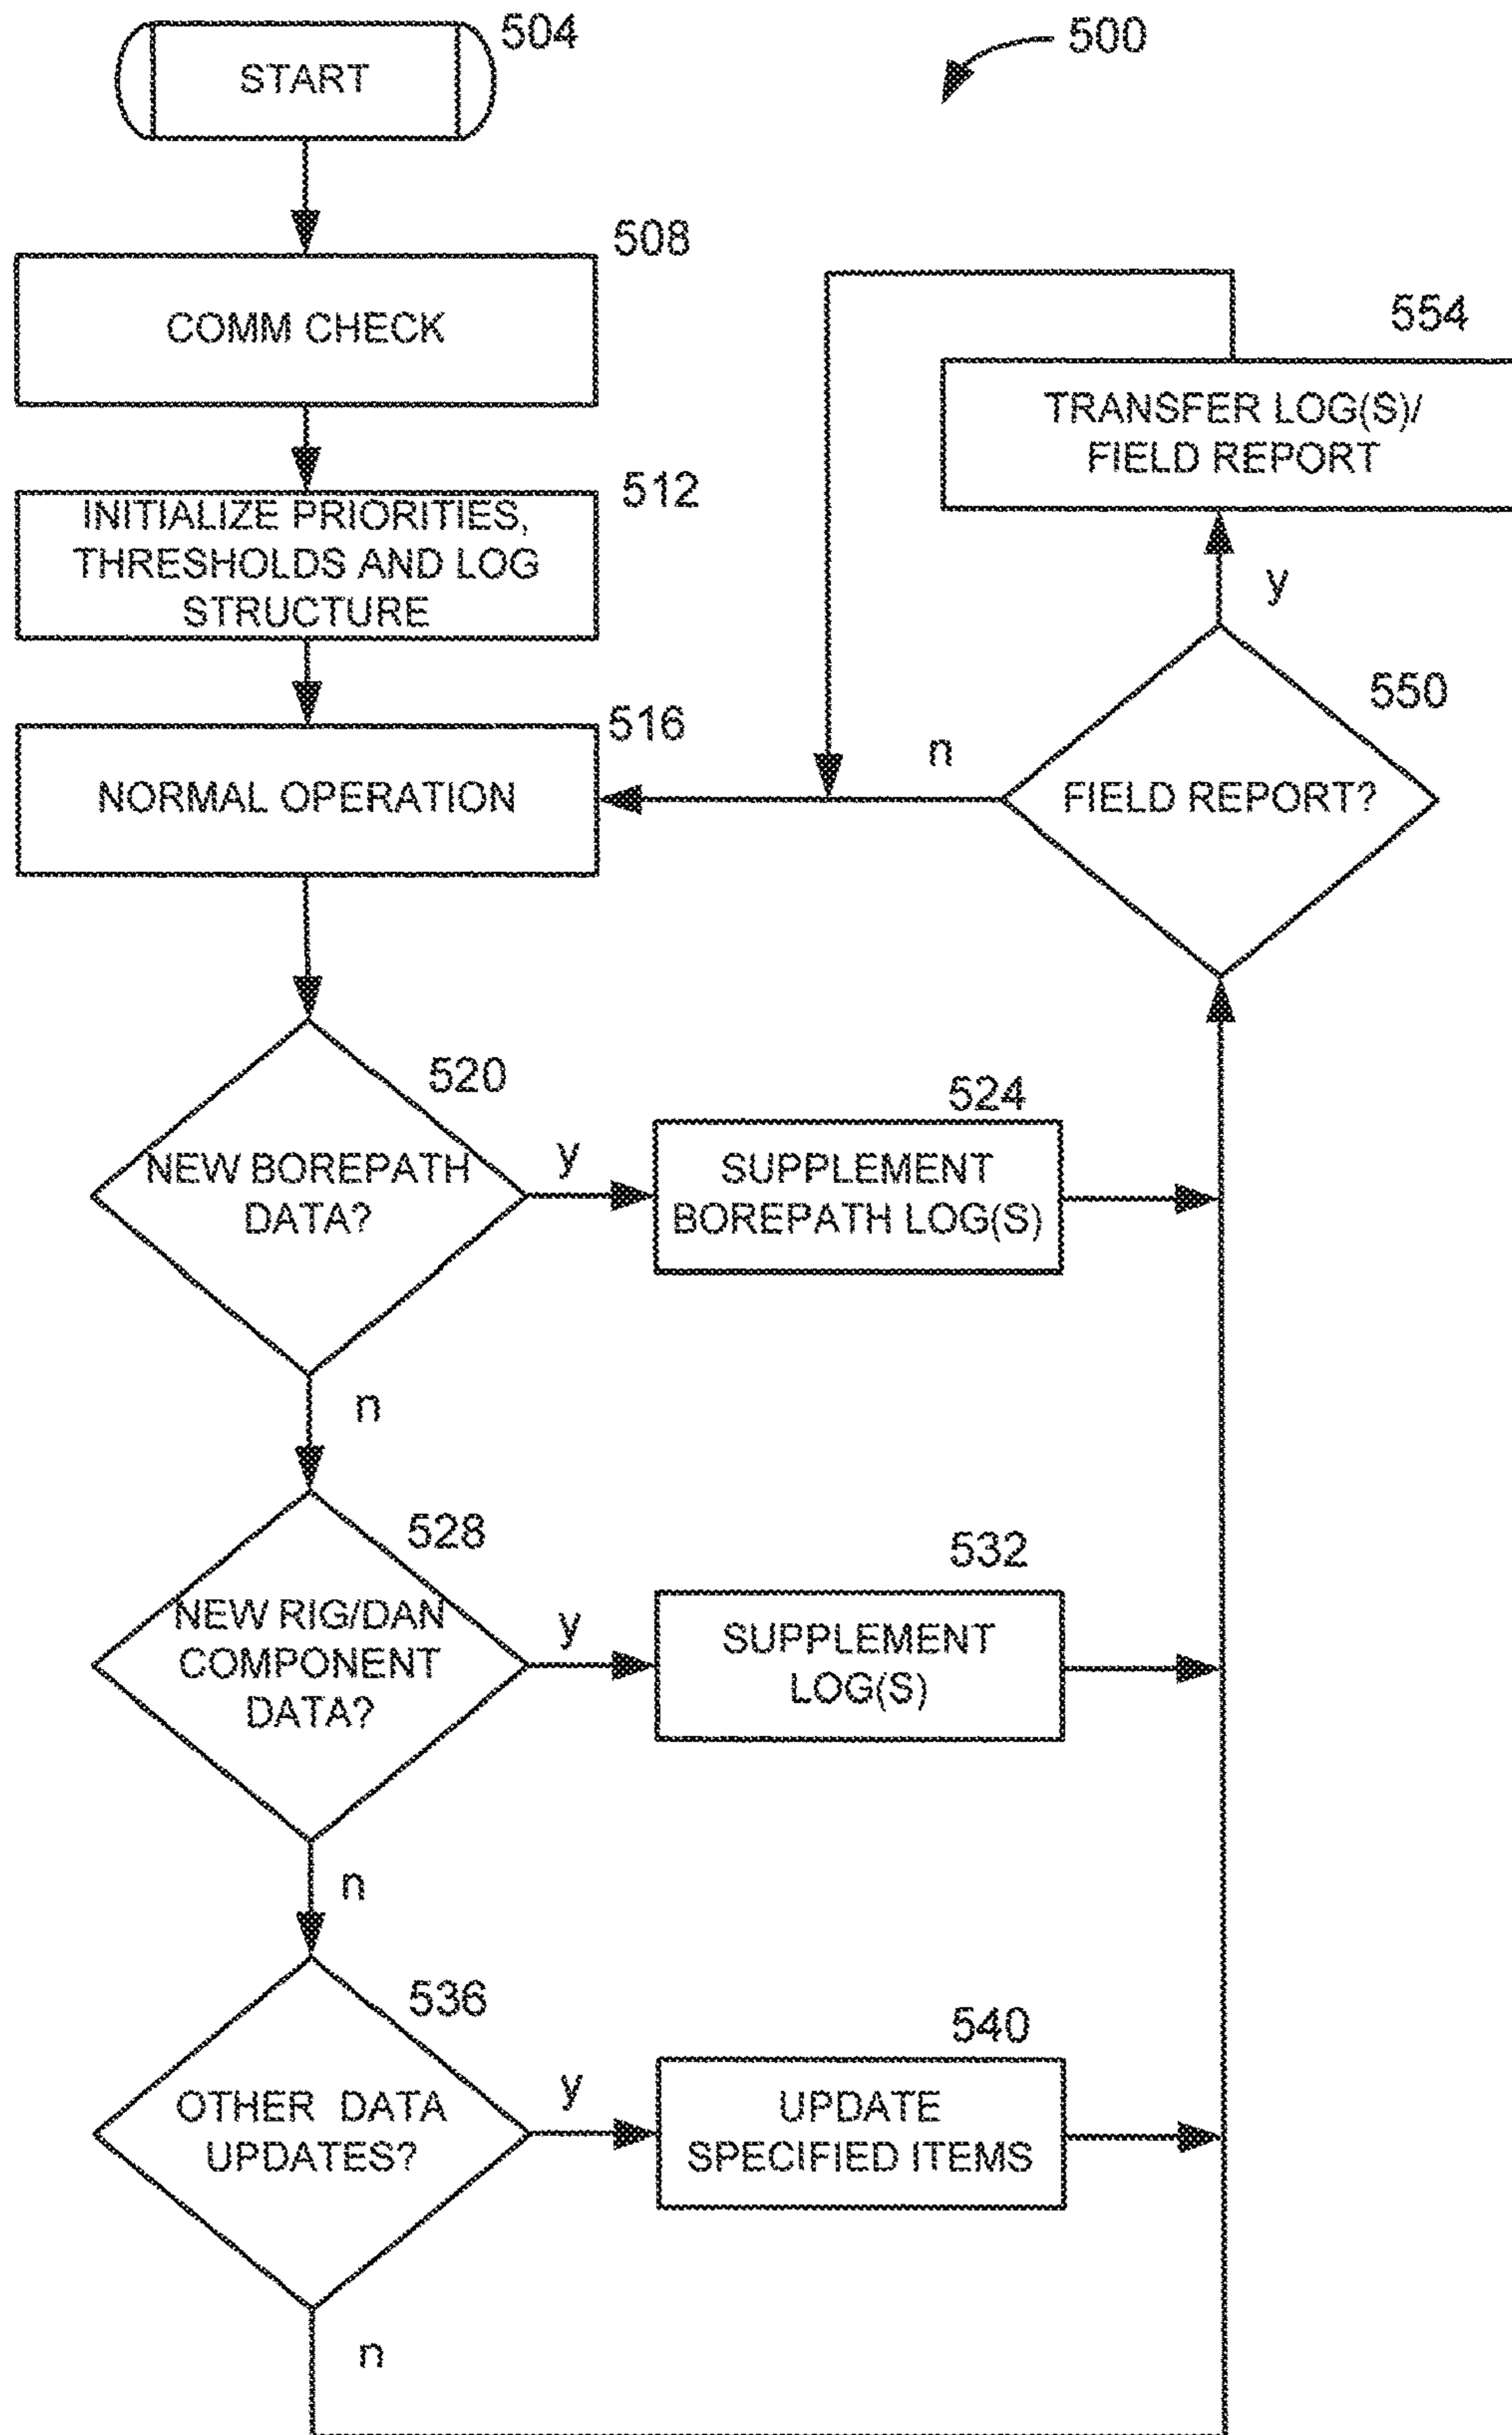 504
START
500
508
COMM CHECK
554
TRANSFER LOG(S)/
FIELD REPORT
512
INITIALIZE PRIORITIES,
THRESHOLDS AND LOG
STRUCTURE
y
550
516
n
NORMAL OPERATION
FIELD REPORT?
520
524
NEW BOREPATH
DATA?
y
SUPPLEMENT
BOREPATH LOG(S)
n
528
532
NEW RIG/DAN
COMPONENT
DATA?
y
SUPPLEMENT
LOG(S)
n
536
540
OTHER DATA
UPDATES?
y
UPDATE
SPECIFIED ITEMS
n